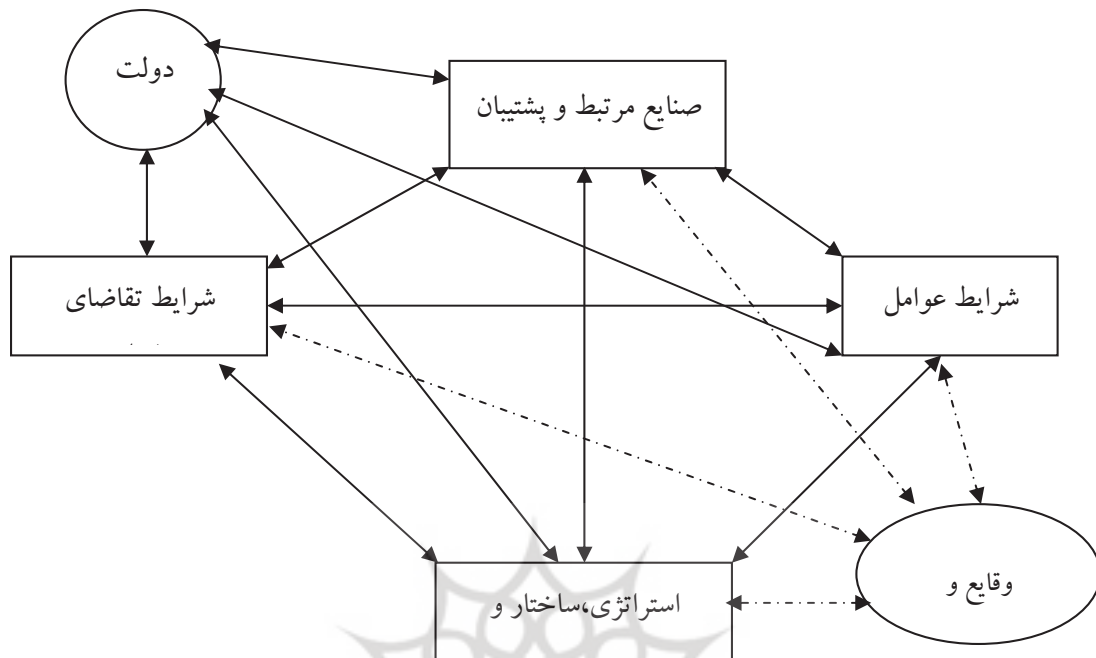 دولت
صنایع مرتبط و پشتیبان
شرایط عوامل
شرایط تقاضای
وقایع و
استراتژی،ساختار و